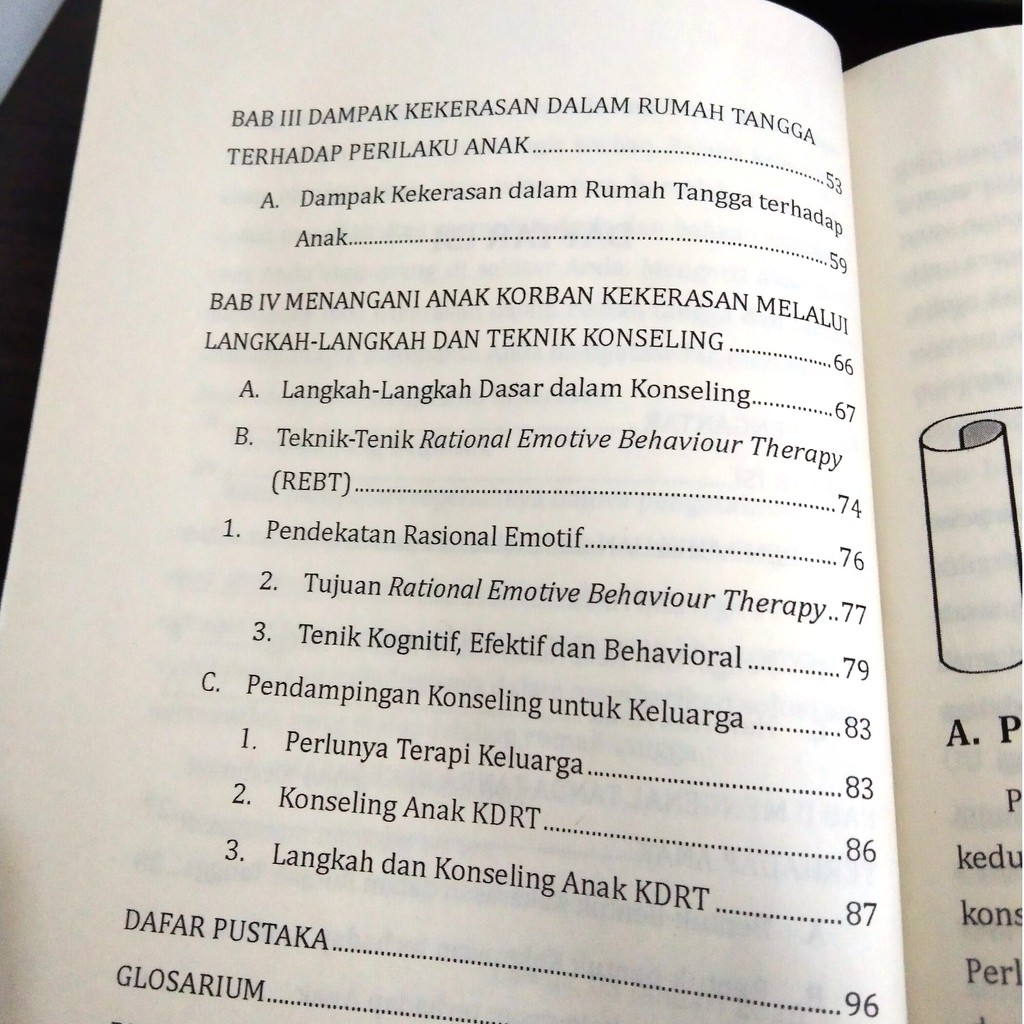 BAB III DAMPAK KEKERASAN DALAM RUMAH TANGGA
TERHADAP PERILAKU ANAK....................................................53
A. Dampak Kekerasan dalam Rumah Tangga terhadap
Anak....................................................................................59
BAB IV MENANGANI ANAK KORBAN KEKERASAN MELALUI
LANGKAH-LANGKAH DAN TEKNIK KONSELING ..................66
A. Langkah-Langkah Dasar dalam Konseling..............67
B. Teknik-Tenik Rational Emotive Behaviour Therapy
(REBT)................................................................................74
1. Pendekatan Rasional Emotif............................................76
2. Tujuan Rational Emotive Behaviour Therapy..77
3. Tenik Kognitif, Efektif dan Behavioral ...............79
C. Pendampingan Konseling untuk Keluarga ..............83
1. Perlunya Terapi Keluarga..........................................83
2. Konseling Anak KDRT................................................86
3. Langkah dan Konseling Anak KDRT ....................87
DAFAR PUSTAKA................................................................................96
GLOSARIUM..............................................
A. P
P
kedu
kons
Perl